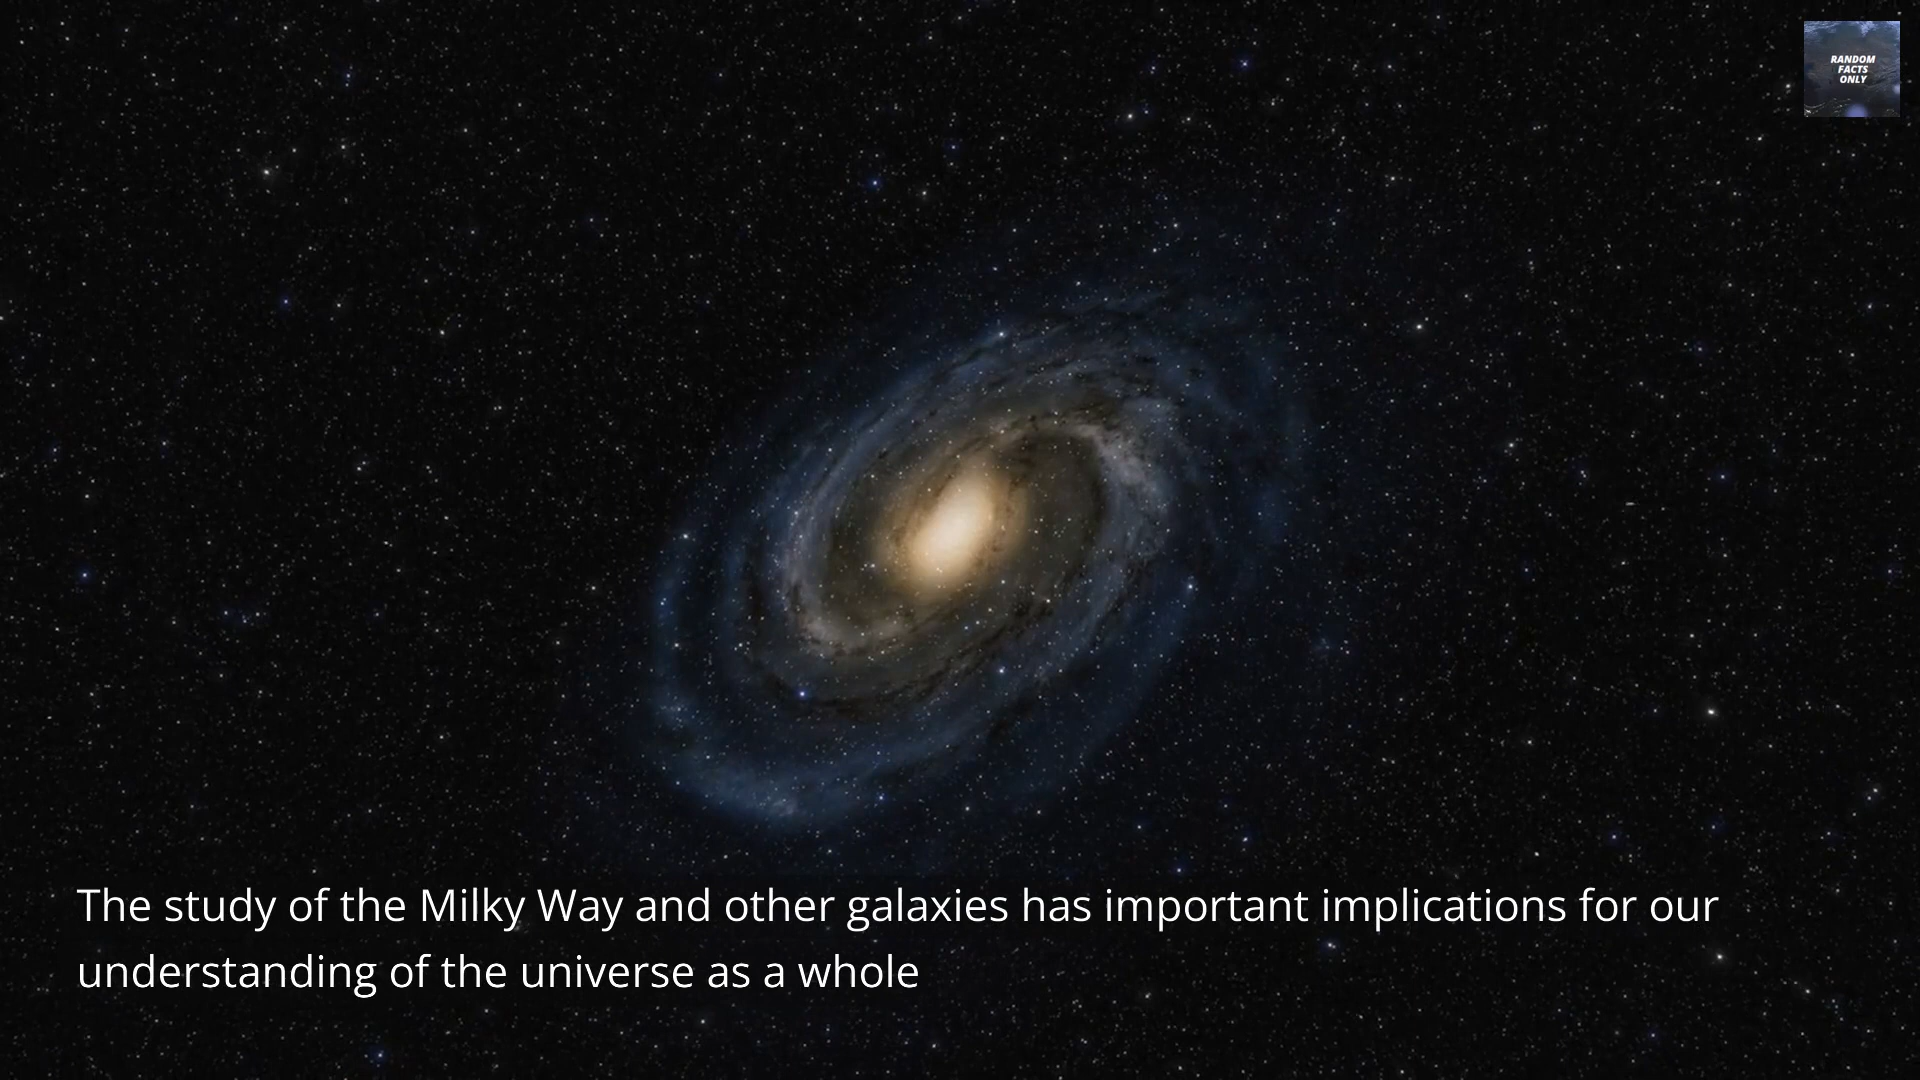 RANDOM
FACTS
ONLY
The study of the Milky Way and other galaxies has important implications for our
understanding of the universe as a whole